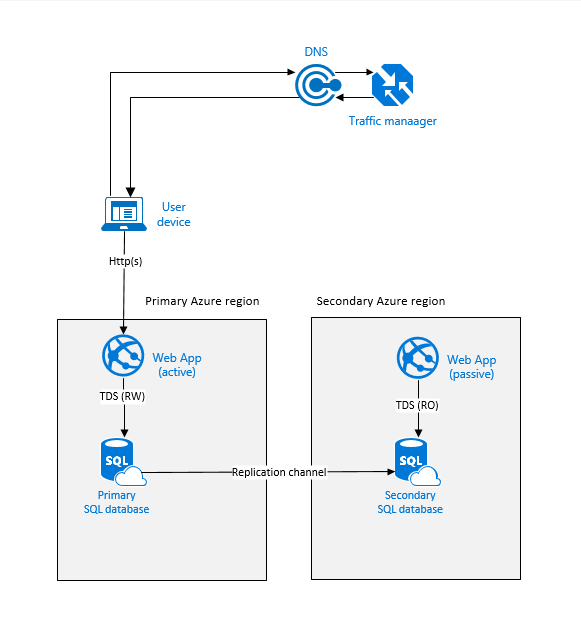 DNS
Traffic manaager
User
device
Http(s)
Primary Azure region
Secondary Azure region
Web App
(active)
Web App
(passive)
TDS (RW)
TDS (RO)
SQL
SQL
Replication channel
Primary
SQL database
Secondary
SQL database